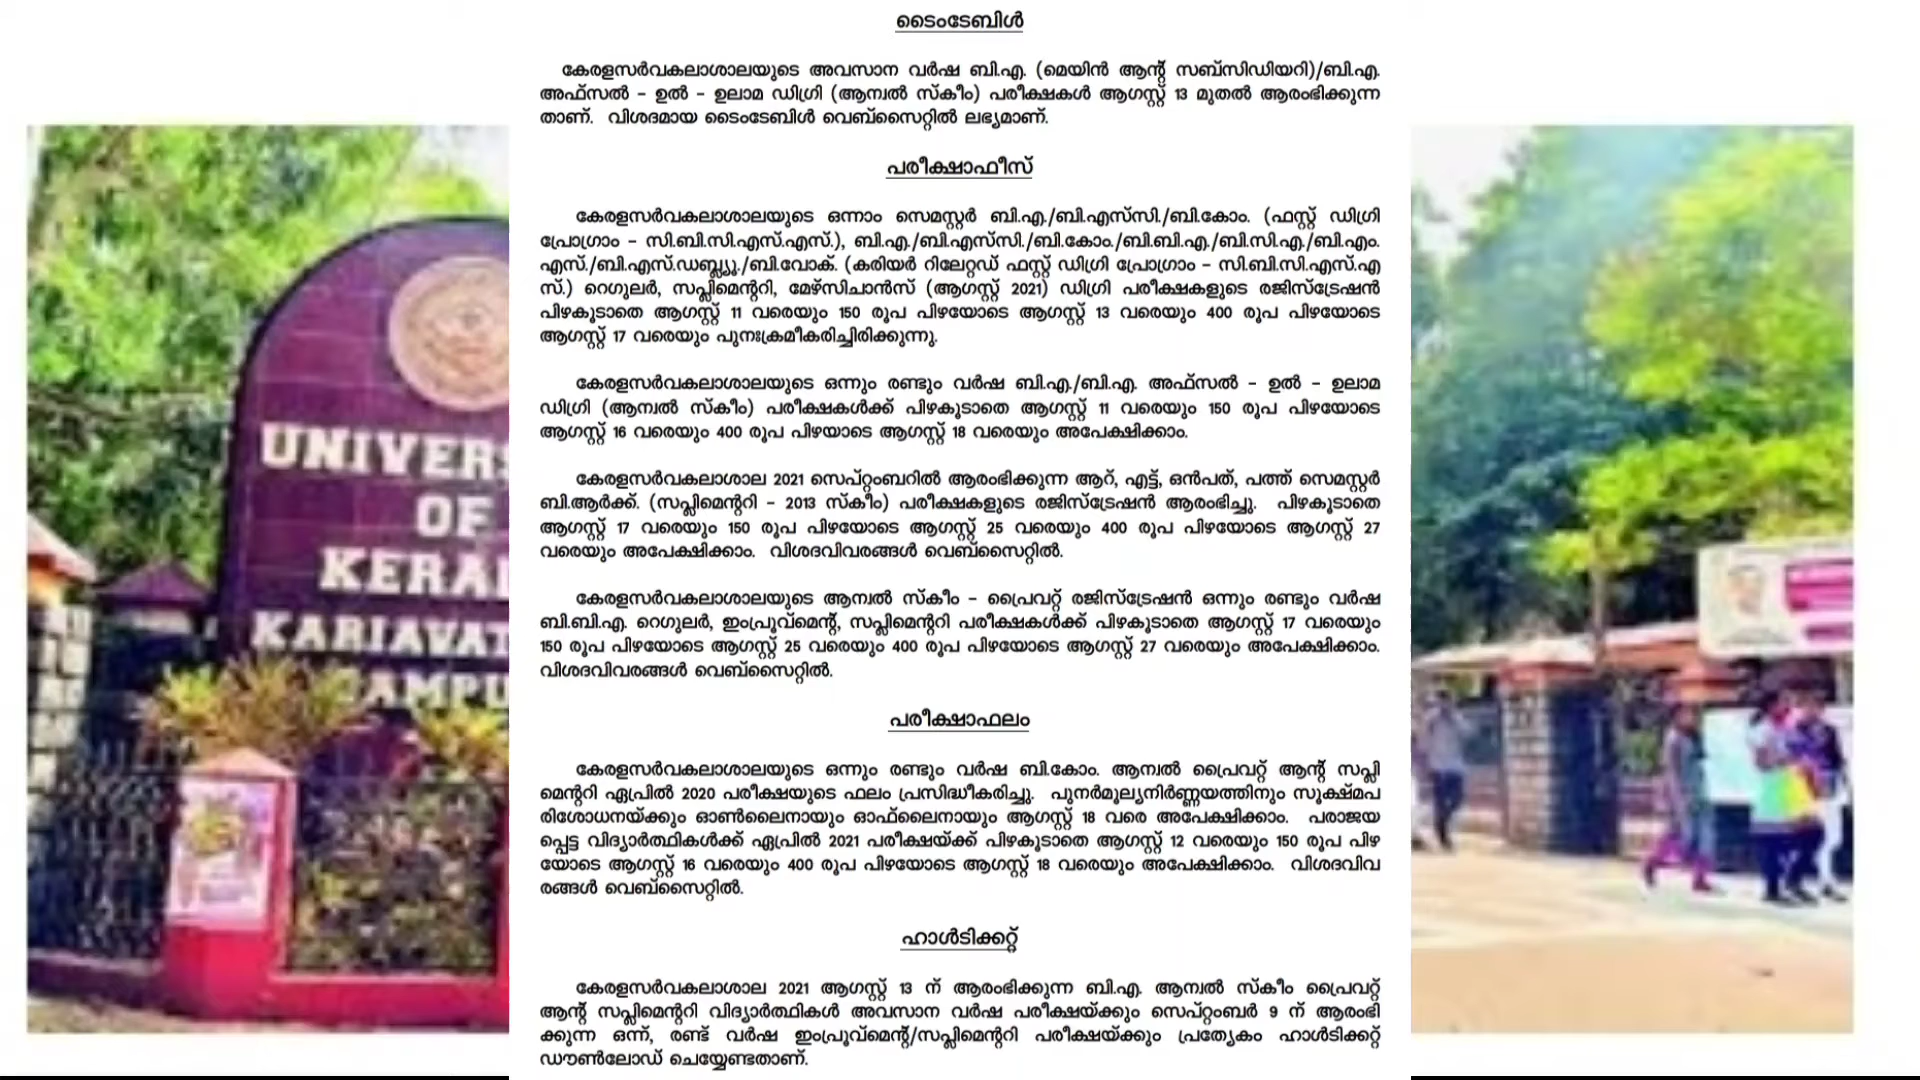 ടൈംടേബിൾ
കേരളസർവകലാശാലയുടെ അവസാന വർഷ ബി.എ. (മെയിൻ ആന്റ് സബ്സിഡിയറി)/ബി.എ.
അഫ്സൽ – ഉൽ – ഉലാമ ഡിഗ്രി (ആന്വൽ സ്കീം) പരീക്ഷകൾ ആഗസ്റ്റ് 13 മുതൽ ആരംഭിക്കുന്ന
താണ്. വിശദമായ ടൈംടേബിൾ വെബ്സൈറ്റിൽ ലഭ്യമാണ്.
പരീക്ഷാഫീസ്
കേരളസർവകലാശാലയുടെ ഒന്നാം സെമസ്റ്റർ ബി.എ./ബി.എസ്‌സി./ബി.കോം. (ഫസ്റ്റ് ഡിഗ്രി
പ്രോഗ്രാം – സി.ബി.സി.എസ്.എസ്.), ബി.എ./ബി.എസ്‌സി./ബി.കോം./ബി.ബി.എ./ബി.സി.എ./ബി.എം.
എസ്./ബി.എസ്.ഡബ്ല്യൂ./ബി.വോക്. (കരിയർ റിലേറ്റഡ് ഫസ്റ്റ് ഡിഗ്രി പ്രോഗ്രാം – സി.ബി.സി.എസ്.എ
സ്.) റെഗുലർ, സപ്ലിമെന്ററി, മേഴ്സിചാൻസ് (ആഗസ്റ്റ് 2021) ഡിഗ്രി പരീക്ഷകളുടെ രജിസ്ട്രേഷൻ
പിഴകൂടാതെ ആഗസ്റ്റ് 11 വരെയും 150 രൂപ പിഴയോടെ ആഗസ്റ്റ് 13 വരെയും 400 രൂപ പിഴയോടെ
ആഗസ്റ്റ് 17 വരെയും പുനഃക്രമീകരിച്ചിരിക്കുന്നു.
കേരളസർവകലാശാലയുടെ ഒന്നും രണ്ടും വർഷ ബി.എ./ബി.എ. അഫ്സൽ – ഉൽ – ഉലാമ
ഡിഗ്രി (ആന്വൽ സ്കീം) പരീക്ഷകൾക്ക് പിഴകൂടാതെ ആഗസ്റ്റ് 11 വരെയും 150 രൂപ പിഴയോടെ
ആഗസ്റ്റ് 16 വരെയും 400 രൂപ പിഴയാടെ ആഗസ്റ്റ് 18 വരെയും അപേക്ഷിക്കാം.
കേരളസർവകലാശാല 2021 സെപ്റ്റംബറിൽ ആരംഭിക്കുന്ന ആറ്, എട്ട്, ഒൻപത്, പത്ത് സെമസ്റ്റർ
ബി.ആർക്ക്. (സപ്ലിമെന്ററി – 2013 സ്കീം) പരീക്ഷകളുടെ രജിസ്ട്രേഷൻ ആരംഭിച്ചു. പിഴകൂടാതെ
ആഗസ്റ്റ് 17 വരെയും 150 രൂപ പിഴയോടെ ആഗസ്റ്റ് 25 വരെയും 400 രൂപ പിഴയോടെ ആഗസ്റ്റ് 27
വരെയും അപേക്ഷിക്കാം. വിശദവിവരങ്ങൾ വെബ്സൈറ്റിൽ.
കേരളസർവകലാശാലയുടെ ആന്വൽ സ്കീം – പ്രൈവറ്റ് രജിസ്ട്രേഷൻ ഒന്നും രണ്ടും വർഷ
ബി.ബി.എ. റെഗുലർ, ഇംപ്രൂവ്മെന്റ്, സപ്ലിമെന്ററി പരീക്ഷകൾക്ക് പിഴകൂടാതെ ആഗസ്റ്റ് 17 വരെയും
150 രൂപ പിഴയോടെ ആഗസ്റ്റ് 25 വരെയും 400 രൂപ പിഴയോടെ ആഗസ്റ്റ് 27 വരെയും അപേക്ഷിക്കാം.
വിശദവിവരങ്ങൾ വെബ്സൈറ്റിൽ.
പരീക്ഷാഫലം
കേരളസർവകലാശാലയുടെ ഒന്നും രണ്ടും വർഷ ബി.കോം. ആന്വൽ പ്രൈവറ്റ് ആന്റ് സപ്ലി
മെന്ററി ഏപ്രിൽ 2020 പരീക്ഷയുടെ ഫലം പ്രസിദ്ധീകരിച്ചു. പുനർമൂല്യനിർണ്ണയത്തിനും സൂക്ഷ്മപ
രിശോധനയ്ക്കും ഓൺലൈനായും ഓഫ്‌ലൈനായും ആഗസ്റ്റ് 18 വരെ അപേക്ഷിക്കാം. പരാജയ
പ്പെട്ട വിദ്യാർത്ഥികൾക്ക് ഏപ്രിൽ 2021 പരീക്ഷയ്ക്ക് പിഴകൂടാതെ ആഗസ്റ്റ് 12 വരെയും 150 രൂപ പിഴ
യോടെ ആഗസ്റ്റ് 16 വരെയും 400 രൂപ പിഴയോടെ ആഗസ്റ്റ് 18 വരെയും അപേക്ഷിക്കാം. വിശദവിവ
രങ്ങൾ വെബ്സൈറ്റിൽ.
ഹാൾടിക്കറ്റ്
കേരളസർവകലാശാല 2021 ആഗസ്റ്റ് 13 ന് ആരംഭിക്കുന്ന ബി.എ. ആന്വൽ സ്കീം പ്രൈവറ്റ്
ആന്റ് സപ്ലിമെന്ററി വിദ്യാർത്ഥികൾ അവസാന വർഷ പരീക്ഷയ്ക്കും സെപ്റ്റംബർ 9 ന് ആരംഭി
ക്കുന്ന ഒന്ന്, രണ്ട് വർഷ ഇംപ്രൂവ്മെന്റ്/സപ്ലിമെന്ററി പരീക്ഷയ്ക്കും പ്രത്യേകം ഹാൾടിക്കറ്റ്
ഡൗൺലോഡ് ചെയ്യേണ്ടതാണ്.
UNIVERS
OF
KERAL
KARIAVAT
CAMPU